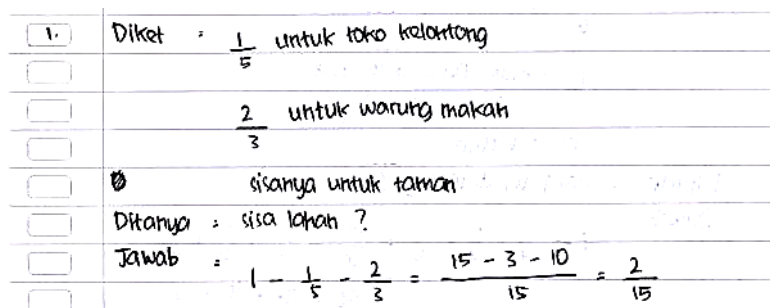 1. Diket : 1/5 untuk toko kelontong
2/3 untuk warung makan
sisanya untuk taman
Ditanya : sisa lahan ?
Jawab : 1 - 1/5 - 2/3 = (15 - 3 - 10)/15 = 2/15